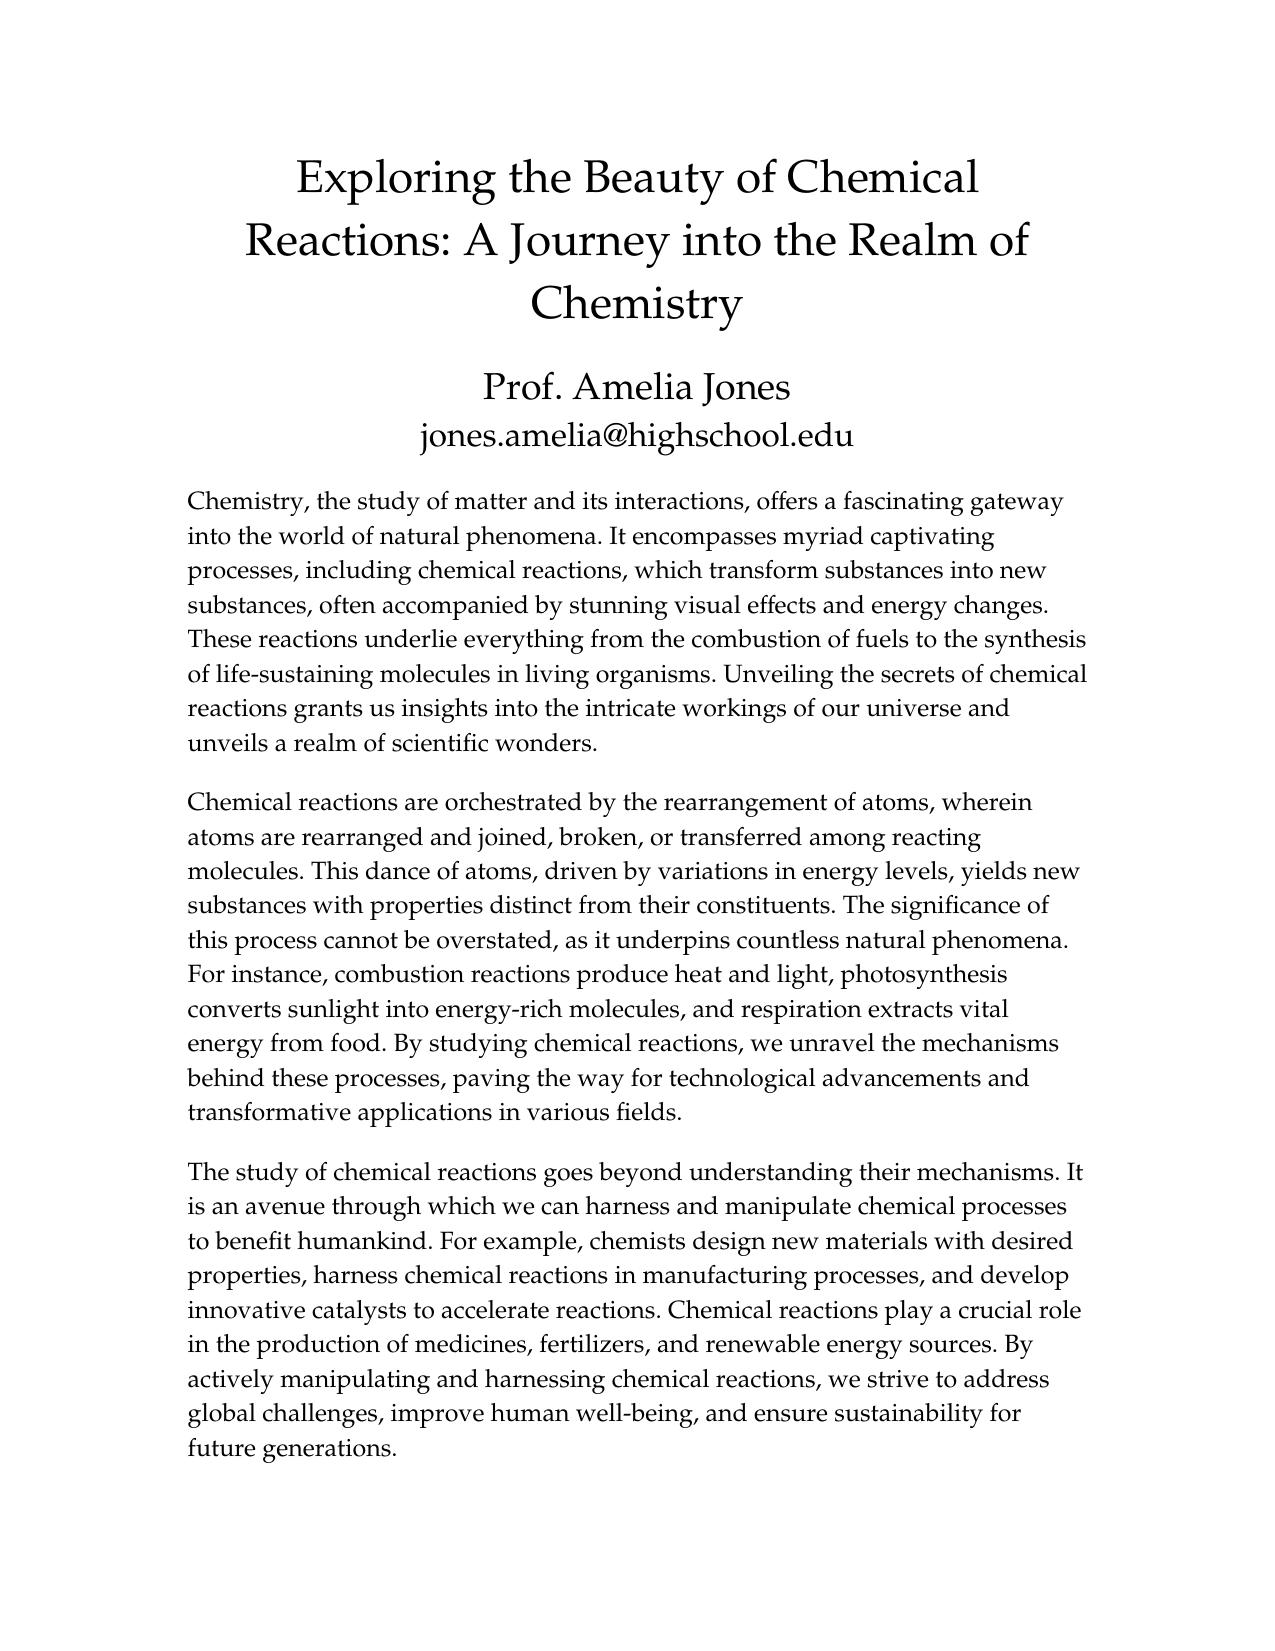 Exploring the Beauty of Chemical
Reactions: A Journey into the Realm of
Chemistry
Prof. Amelia Jones
jones.amelia@highschool.edu
Chemistry, the study of matter and its interactions, offers a fascinating gateway
into the world of natural phenomena. It encompasses myriad captivating
processes, including chemical reactions, which transform substances into new
substances, often accompanied by stunning visual effects and energy changes.
These reactions underlie everything from the combustion of fuels to the synthesis
of life-sustaining molecules in living organisms. Unveiling the secrets of chemical
reactions grants us insights into the intricate workings of our universe and
unveils a realm of scientific wonders.
Chemical reactions are orchestrated by the rearrangement of atoms, wherein
atoms are rearranged and joined, broken, or transferred among reacting
molecules. This dance of atoms, driven by variations in energy levels, yields new
substances with properties distinct from their constituents. The significance of
this process cannot be overstated, as it underpins countless natural phenomena.
For instance, combustion reactions produce heat and light, photosynthesis
converts sunlight into energy-rich molecules, and respiration extracts vital
energy from food. By studying chemical reactions, we unravel the mechanisms
behind these processes, paving the way for technological advancements and
transformative applications in various fields.
The study of chemical reactions goes beyond understanding their mechanisms. It
is an avenue through which we can harness and manipulate chemical processes
to benefit humankind. For example, chemists design new materials with desired
properties, harness chemical reactions in manufacturing processes, and develop
innovative catalysts to accelerate reactions. Chemical reactions play a crucial role
in the production of medicines, fertilizers, and renewable energy sources. By
actively manipulating and harnessing chemical reactions, we strive to address
global challenges, improve human well-being, and ensure sustainability for
future generations.